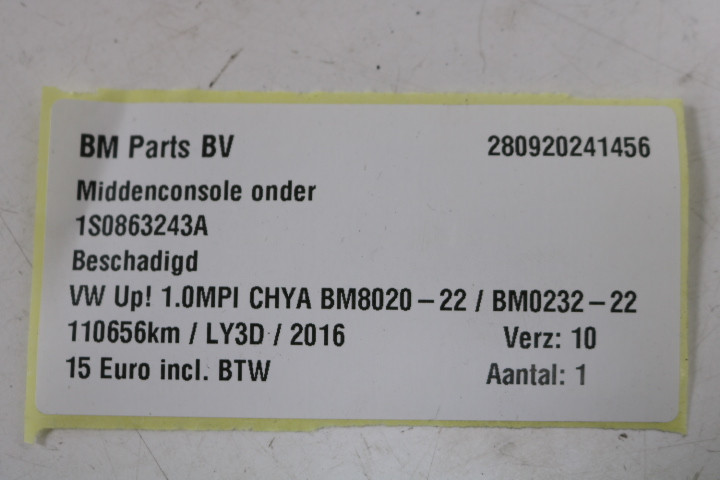 BM Parts BV 280920241456
Middenconsole onder
1S0863243A
Beschadigd
VW Up! 1.0MPI CHYA BM8020-22 / BM0232-22
110656km / LY3D / 2016 Verz: 10
15 Euro incl. BTW Aantal: 1